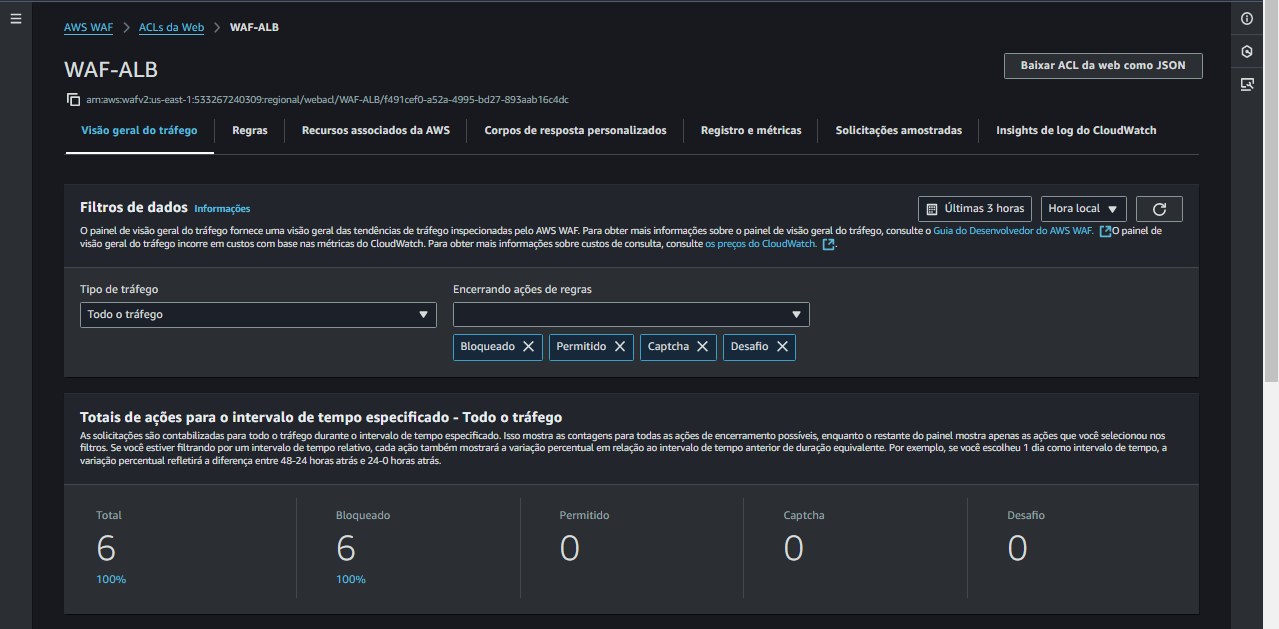 AWS WAF > ACLs da Web > WAF-ALB
WAF-ALB
Baixar ACL da web como JSON
arn:aws:wafv2:us-east-1:533267240309:regional/webacl/WAF-ALB/f491cef0-a52a-4995-bd27-893aab16c4dc
Visão geral do tráfego
Regras
Recursos associados da AWS
Corpos de resposta personalizados
Registro e métricas
Solicitações amostradas
Insights de log do CloudWatch
Filtros de dados Informações
Últimas 3 horas
Hora local
O painel de visão geral do tráfego fornece uma visão geral das tendências de tráfego inspecionadas pelo AWS WAF. Para obter mais informações sobre o painel de visão geral do tráfego, consulte o Guia do Desenvolvedor do AWS WAF. O painel de
visão geral do tráfego incorre em custos com base nas métricas do CloudWatch. Para obter mais informações sobre custos de consulta, consulte os preços do CloudWatch. .
Tipo de tráfego
Todo o tráfego
Encerrando ações de regras
Bloqueado
Permitido
Captcha
Desafio
Totais de ações para o intervalo de tempo especificado - Todo o tráfego
As solicitações são contabilizadas para todo o tráfego durante o intervalo de tempo especificado. Isso mostra as contagens para todas as ações de encerramento possíveis, enquanto o restante do painel mostra apenas as ações que você selecionou nos
filtros. Se você estiver filtrando por um intervalo de tempo relativo, cada ação também mostrará a variação percentual em relação ao intervalo de tempo anterior de duração equivalente. Por exemplo, se você escolheu 1 dia como intervalo de tempo, a
variação percentual refletirá a diferença entre 48-24 horas atrás e 24-0 horas atrás.
Total
6
100%
Bloqueado
6
100%
Permitido
0
Captcha
0
Desafio
0